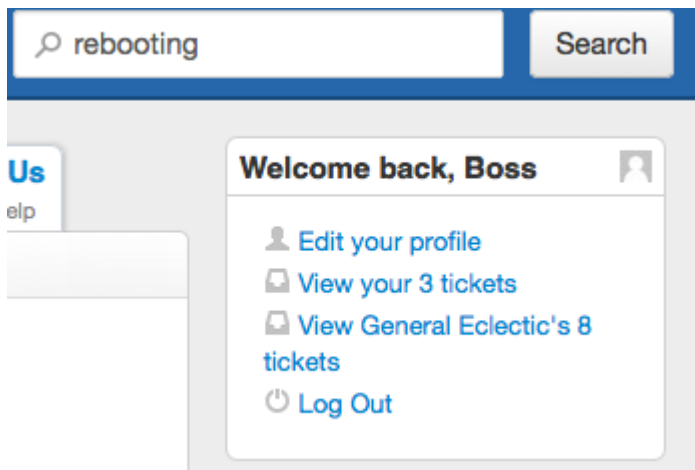 rebooting
Search
Us
elp
Welcome back, Boss
Edit your profile
View your 3 tickets
View General Eclectic's 8
tickets
Log Out